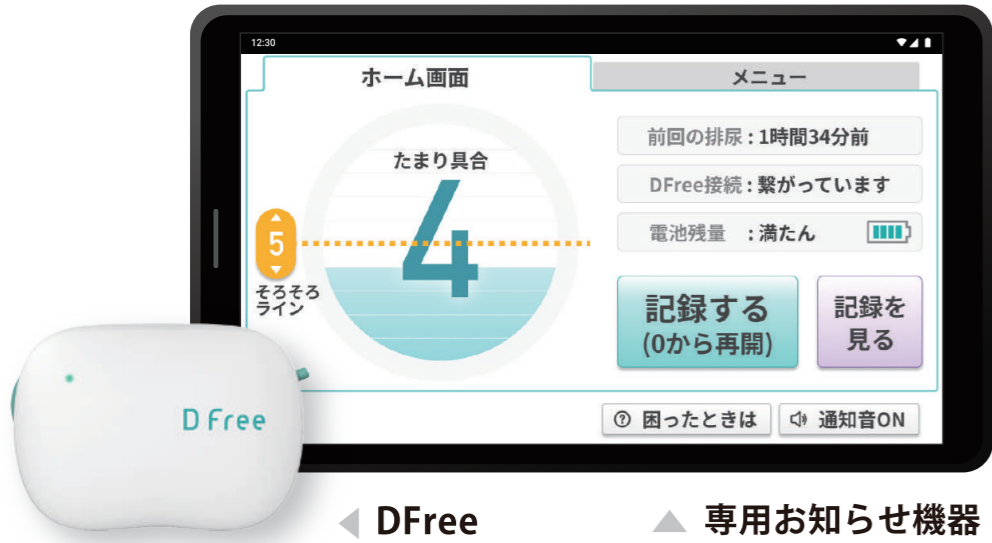 12:30
ホーム画面
メニュー
たまり具合
4
5
そろそろ
ライン
前回の排尿 : 1時間34分前
DFree接続 : 繋がっています
電池残量 : 満たん
記録する
(0から再開)
記録を
見る
? 困ったときは
通知音ON
D Free
DFree
専用お知らせ機器